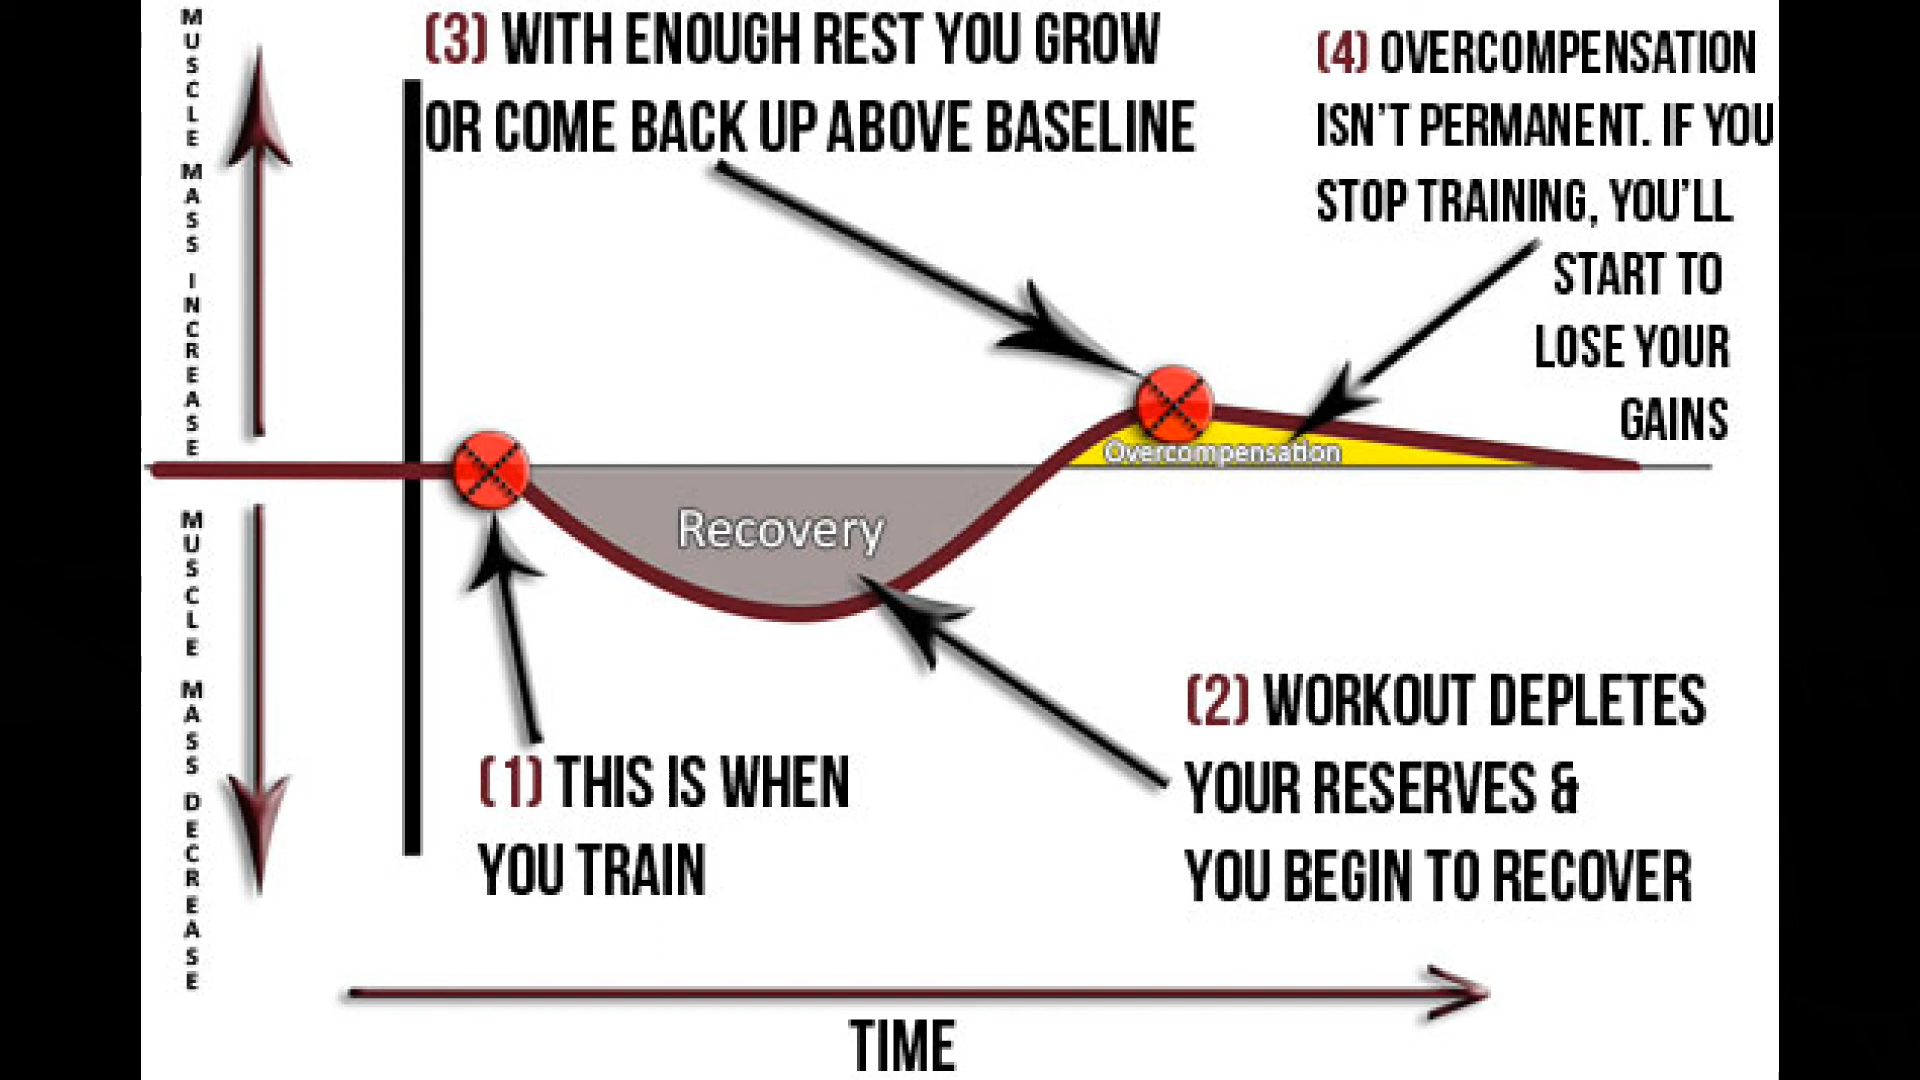 MUSCLE MASS INCREASE
MUSCLE MASS DECREASE
(3) WITH ENOUGH REST YOU GROW
OR COME BACK UP ABOVE BASELINE
(4) OVERCOMPENSATION
ISN'T PERMANENT. IF YOU
STOP TRAINING, YOU'LL
START TO
LOSE YOUR
GAINS
Overcompensation
Recovery
(1) THIS IS WHEN
YOU TRAIN
(2) WORKOUT DEPLETES
YOUR RESERVES &
YOU BEGIN TO RECOVER
TIME